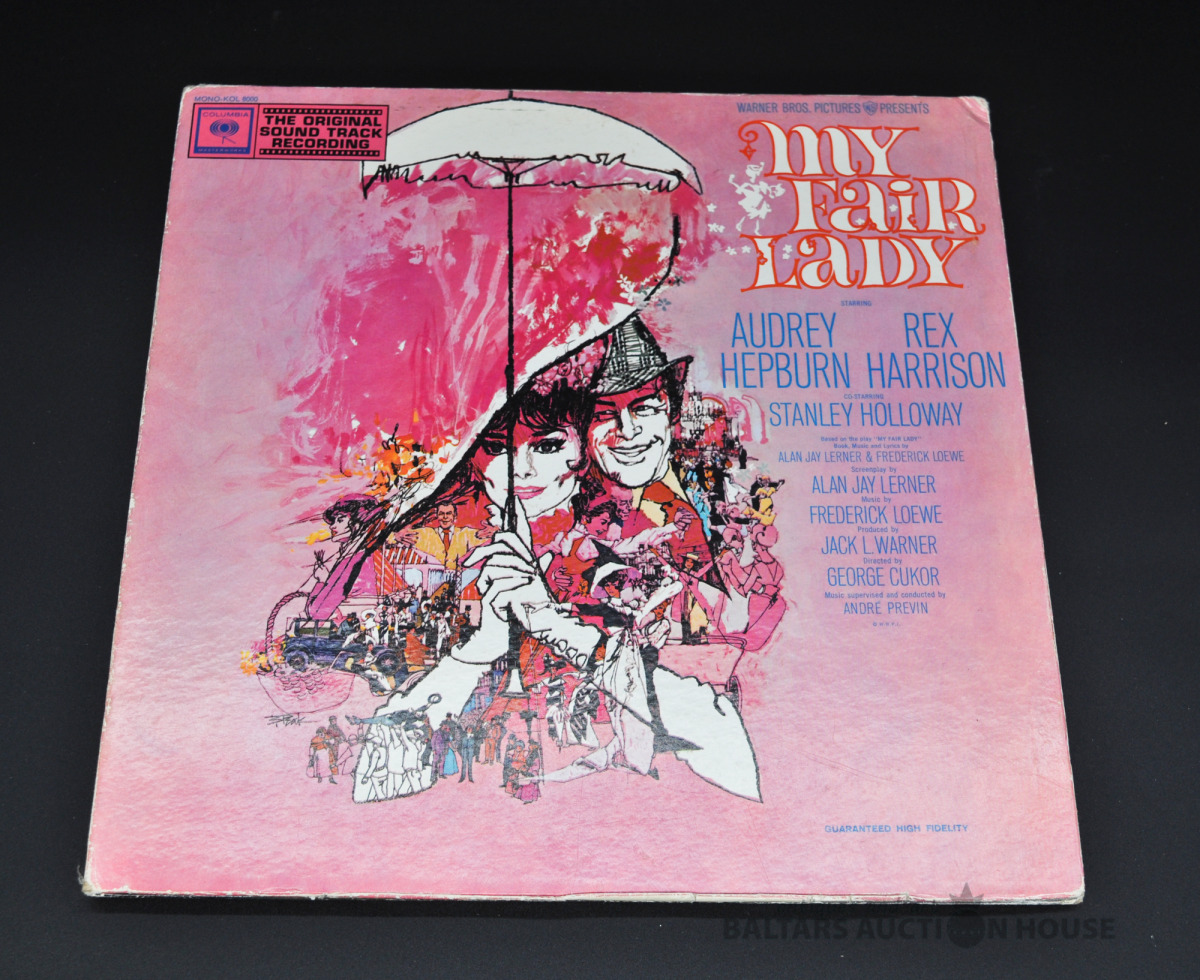 MONO-KOL 8000
COLUMBIA
MASTERWORKS
THE ORIGINAL
SOUND TRACK
RECORDING
WARNER BROS. PICTURES WB PRESENTS
MY
FAIR
LADY
STARRING
AUDREY REX
HEPBURN HARRISON
CO-STARRING
STANLEY HOLLOWAY
Based on the play "MY FAIR LADY"
Book, Music and Lyrics by
ALAN JAY LERNER & FREDERICK LOEWE
Screenplay by
ALAN JAY LERNER
Music by
FREDERICK LOEWE
Produced by
JACK L. WARNER
Directed by
GEORGE CUKOR
Music supervised and conducted by
ANDRÉ PREVIN
GUARANTEED HIGH FIDELITY
BALTARS AUCTION HOUSE